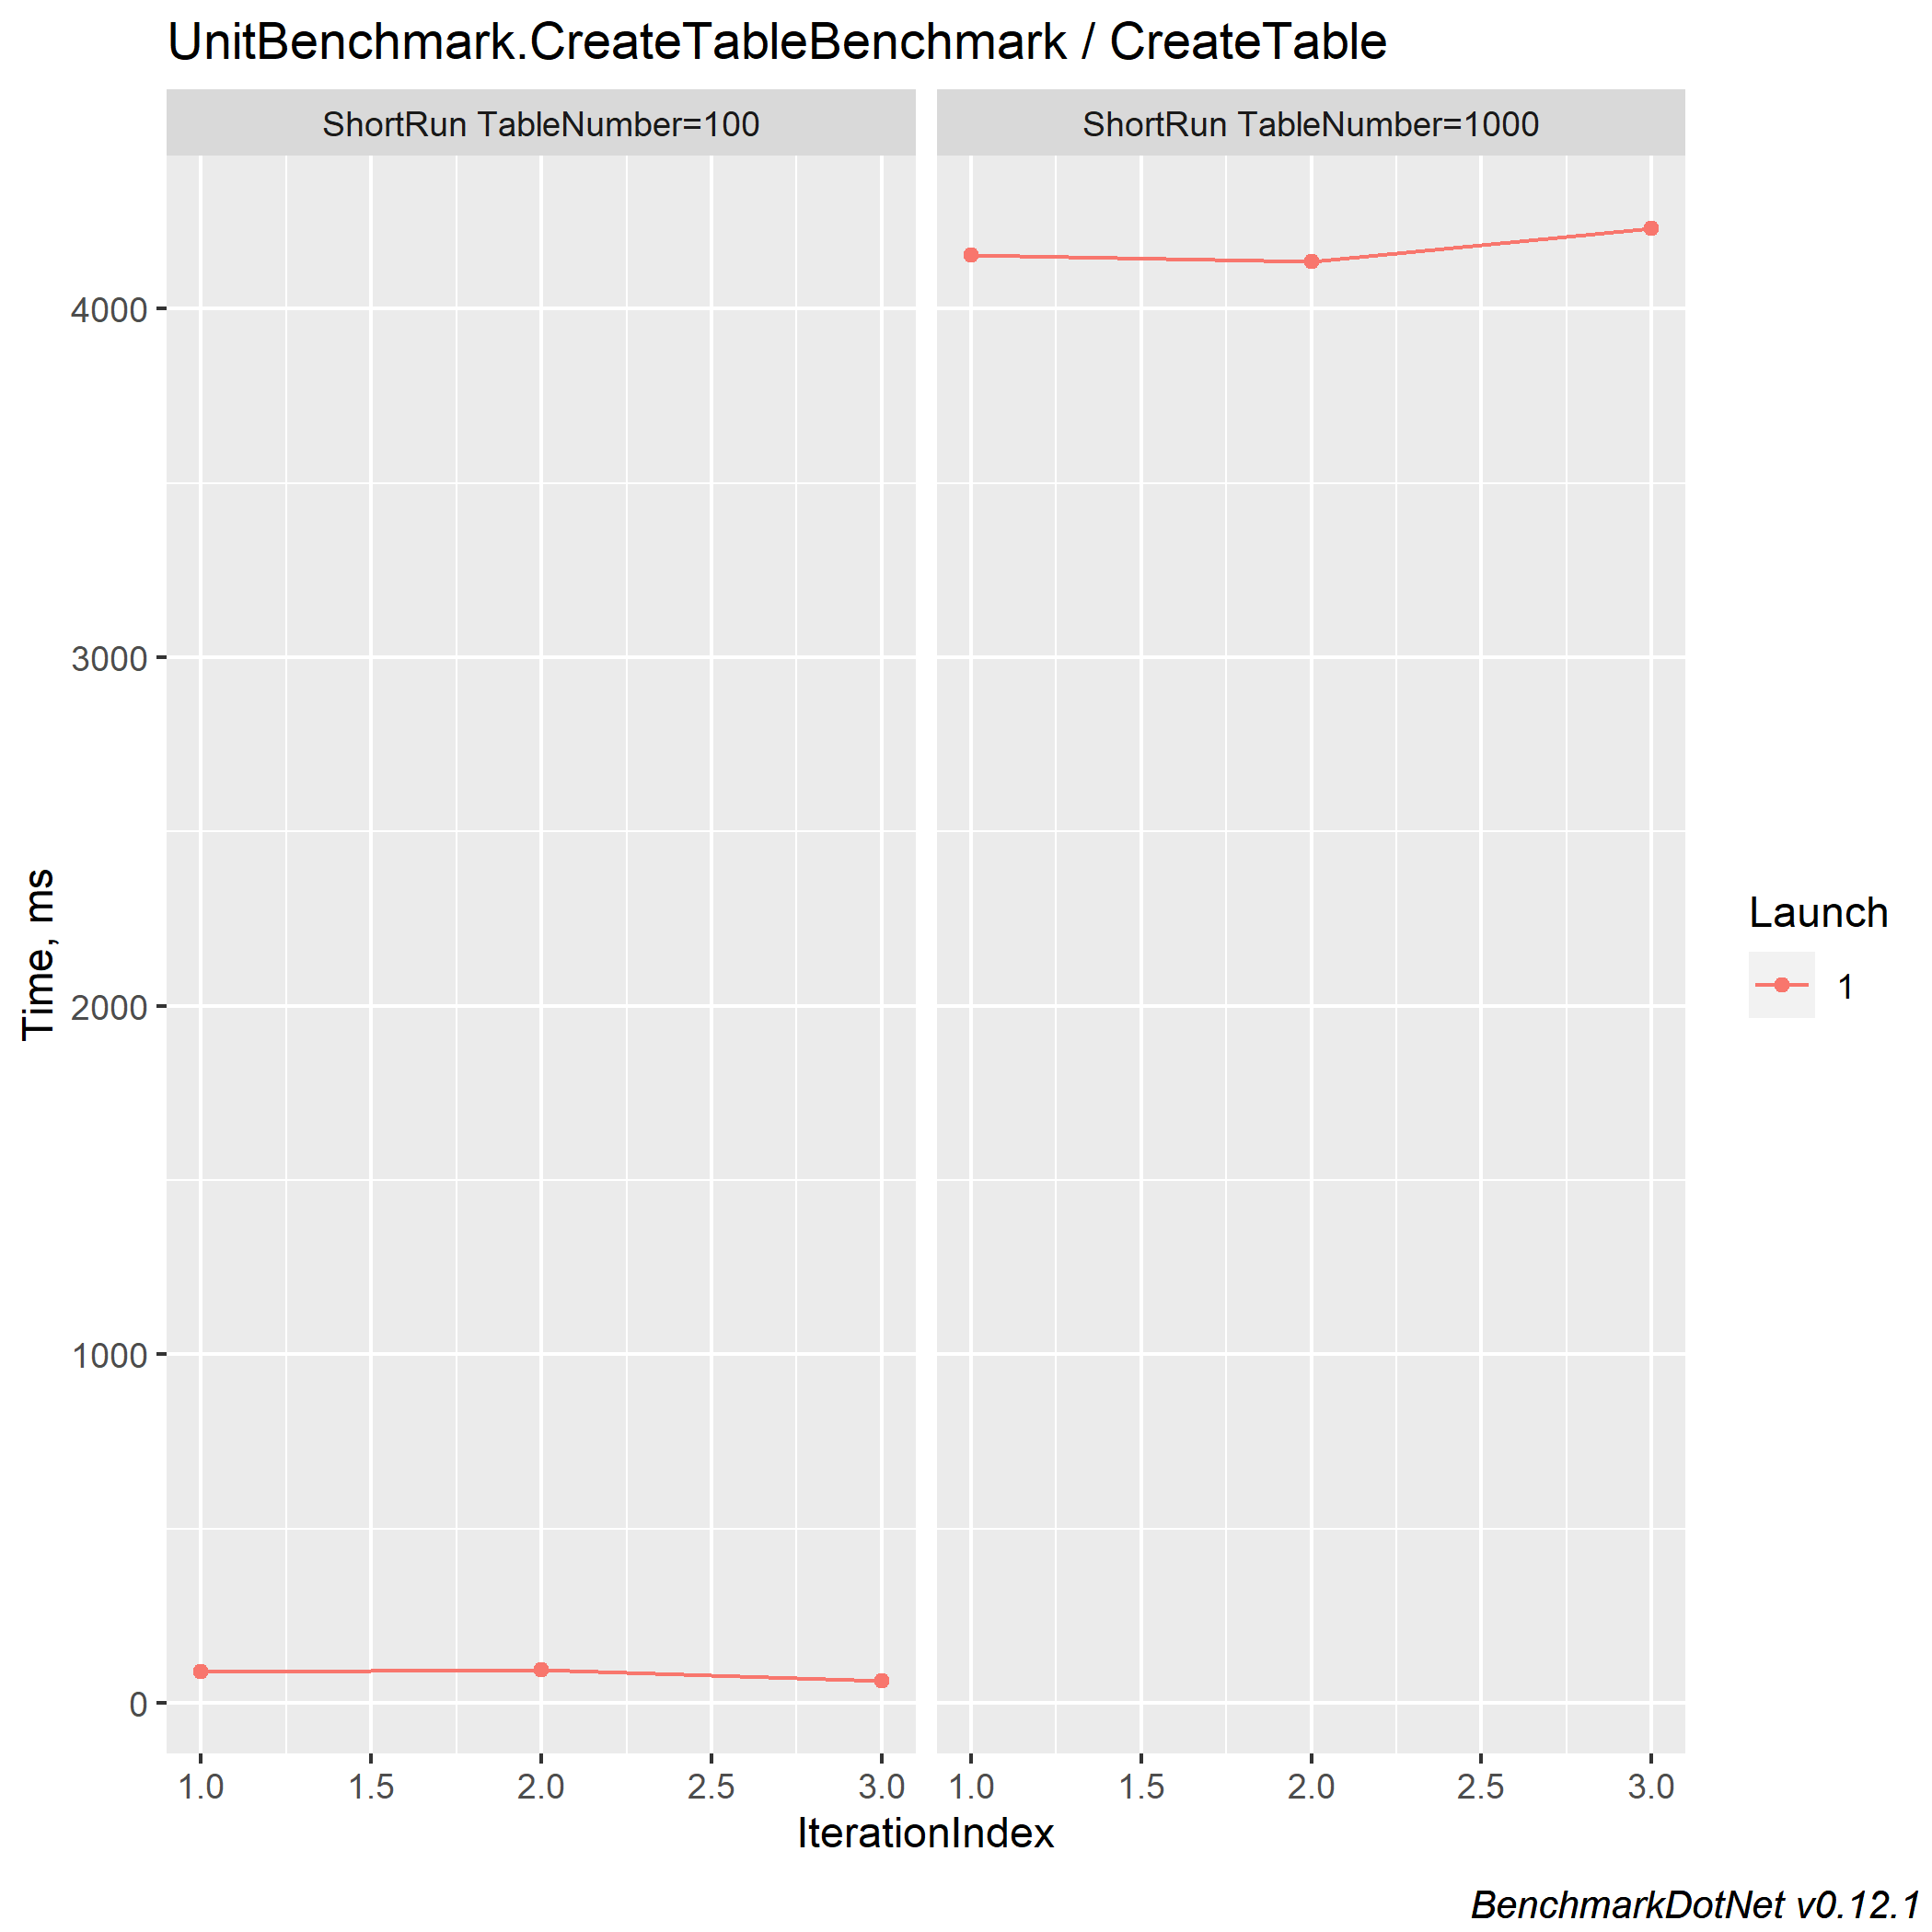 UnitBenchmark.CreateTableBenchmark / CreateTable
ShortRun TableNumber=100
ShortRun TableNumber=1000
Time, ms
4000
3000
2000
1000
0
1.0 1.5 2.0 2.5 3.0
1.0 1.5 2.0 2.5 3.0
IterationIndex
Launch
1
BenchmarkDotNet v0.12.1